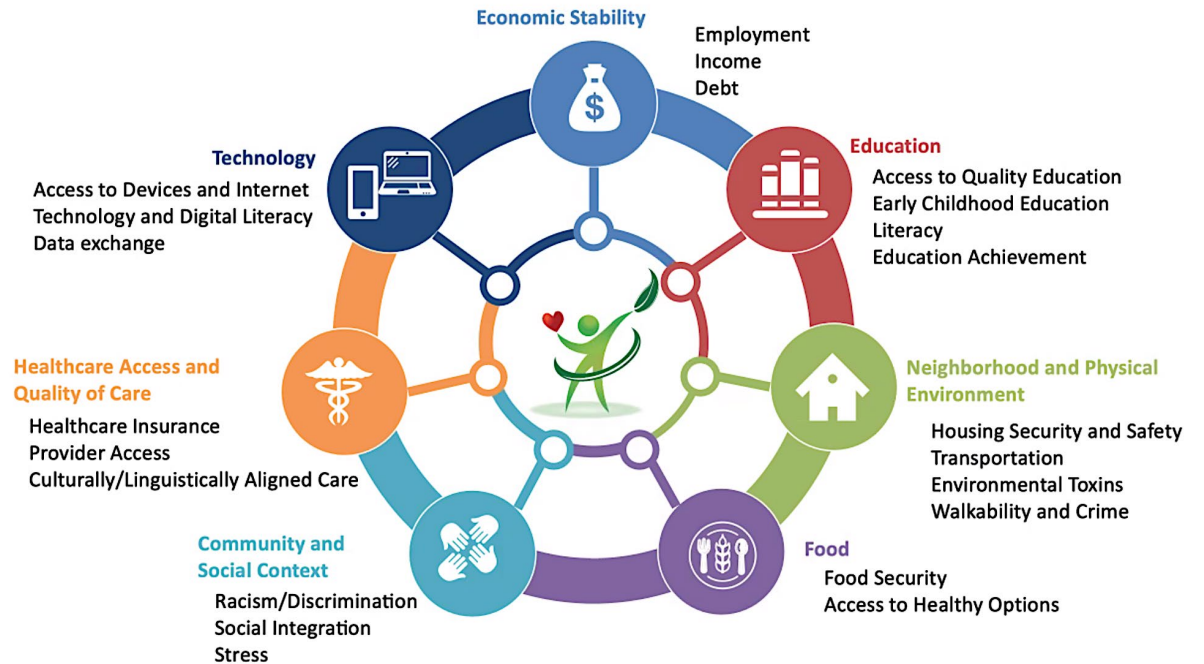 Economic Stability
Employment
Income
Debt
$
Education
Access to Quality Education
Early Childhood Education
Literacy
Education Achievement
Neighborhood and Physical
Environment
Housing Security and Safety
Transportation
Environmental Toxins
Walkability and Crime
Food
Food Security
Access to Healthy Options
Community and
Social Context
Racism/Discrimination
Social Integration
Stress
Healthcare Access and
Quality of Care
Healthcare Insurance
Provider Access
Culturally/Linguistically Aligned Care
Technology
Access to Devices and Internet
Technology and Digital Literacy
Data exchange